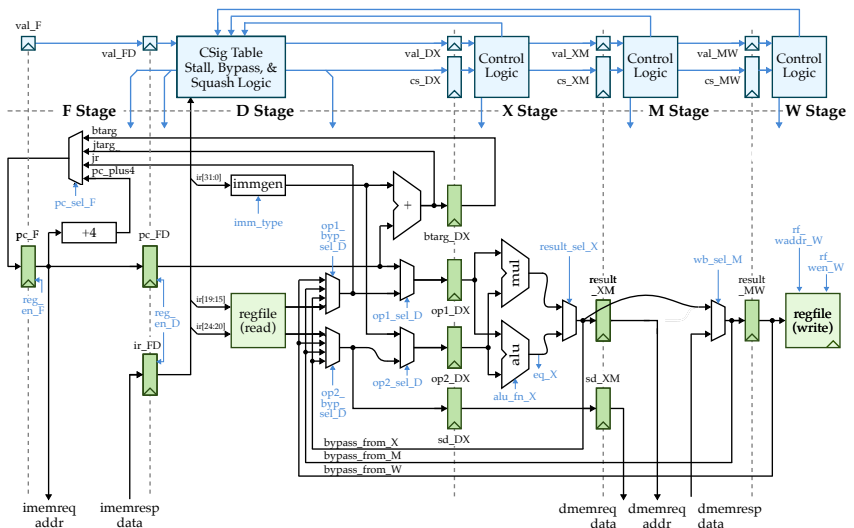 val_F
val_FD
CSig Table
Stall, Bypass, &
Squash Logic
val_DX
cs_DX
Control
Logic
val_XM
cs_XM
Control
Logic
val_MW
cs_MW
Control
Logic
F Stage
D Stage
X Stage
M Stage
W Stage
btarg
jtarg
jr
pc_plus4
pc_sel_F
ir[31:0]
immgen
imm_type
+
+4
pc_F
pc_FD
btarg_DX
reg_
en_F
reg_
en_D
op1_
byp_
sel_D
ir[19:15]
ir[24:20]
regfile
(read)
op1_sel_D
op1_DX
mul
result_sel_X
result
_XM
wb_sel_M
result
_MW
rf_
waddr_W
rf_
wen_W
regfile
(write)
ir_FD
op2_
byp_
sel_D
op2_sel_D
op2_DX
alu
alu_fn_X
eq_X
sd_XM
sd_DX
bypass_from_X
bypass_from_M
bypass_from_W
imemreq
addr
imemresp
data
dmemreq
data
dmemreq
addr
dmemresp
data